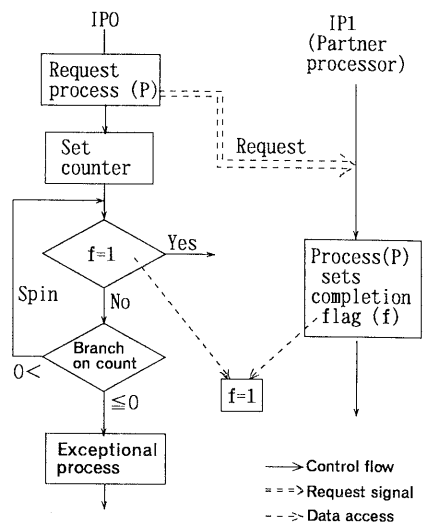 IP0
Request
process (P)
Set
counter
f=1
Yes
Spin
No
Branch
on count
0<
≦0
Exceptional
process
IP1
(Partner
processor)
Request
Process(P)
sets
completion
flag (f)
f=1
Control flow
Request signal
Data access